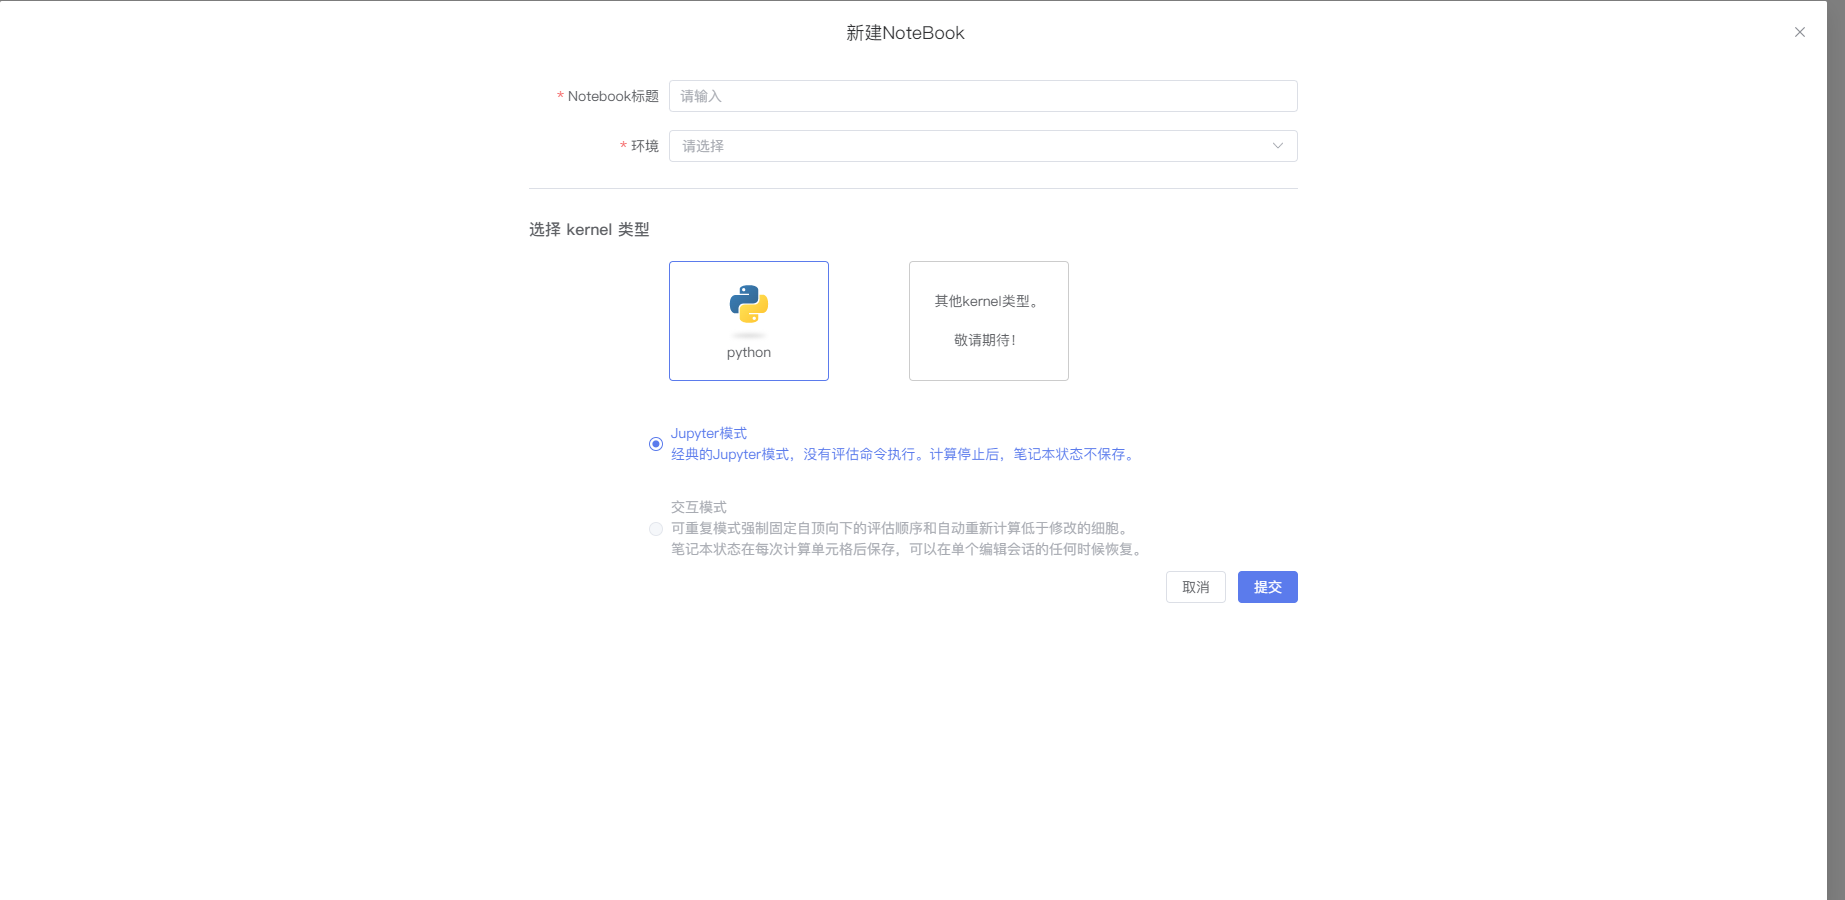 新建NoteBook
* Notebook标题
请输入
* 环境
请选择
选择 kernel 类型
python
其他kernel类型。
敬请期待！
Jupyter模式
经典的Jupyter模式，没有评估命令执行。计算停止后，笔记本状态不保存。
交互模式
可重复模式强制固定自顶向下的评估顺序和自动重新计算低于修改的细胞。
笔记本状态在每次计算单元格后保存，可以在单个编辑会话的任何时候恢复。
取消
提交